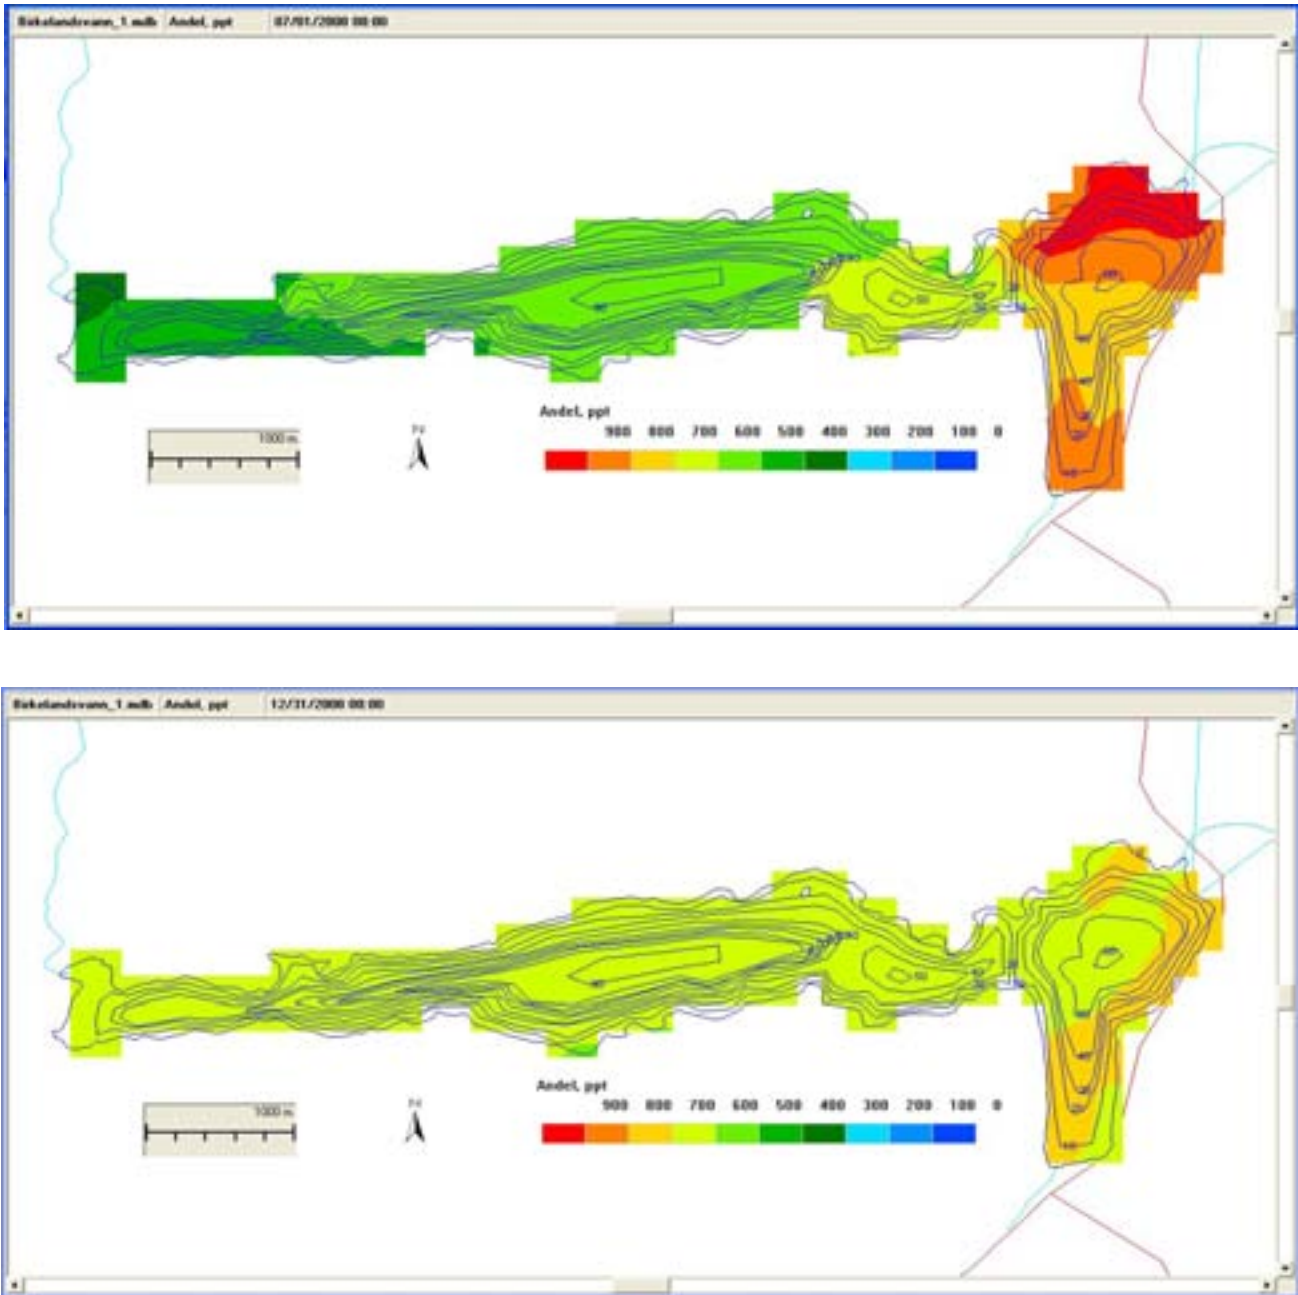 Birkelandsvann_1.mdb Andel, ppt 07/01/2000 00:00
1000 m.
N
Andel, ppt
900 800 700 600 500 400 300 200 100 0
Birkelandsvann_1.mdb Andel, ppt 12/31/2000 00:00
1000 m.
N
Andel, ppt
900 800 700 600 500 400 300 200 100 0